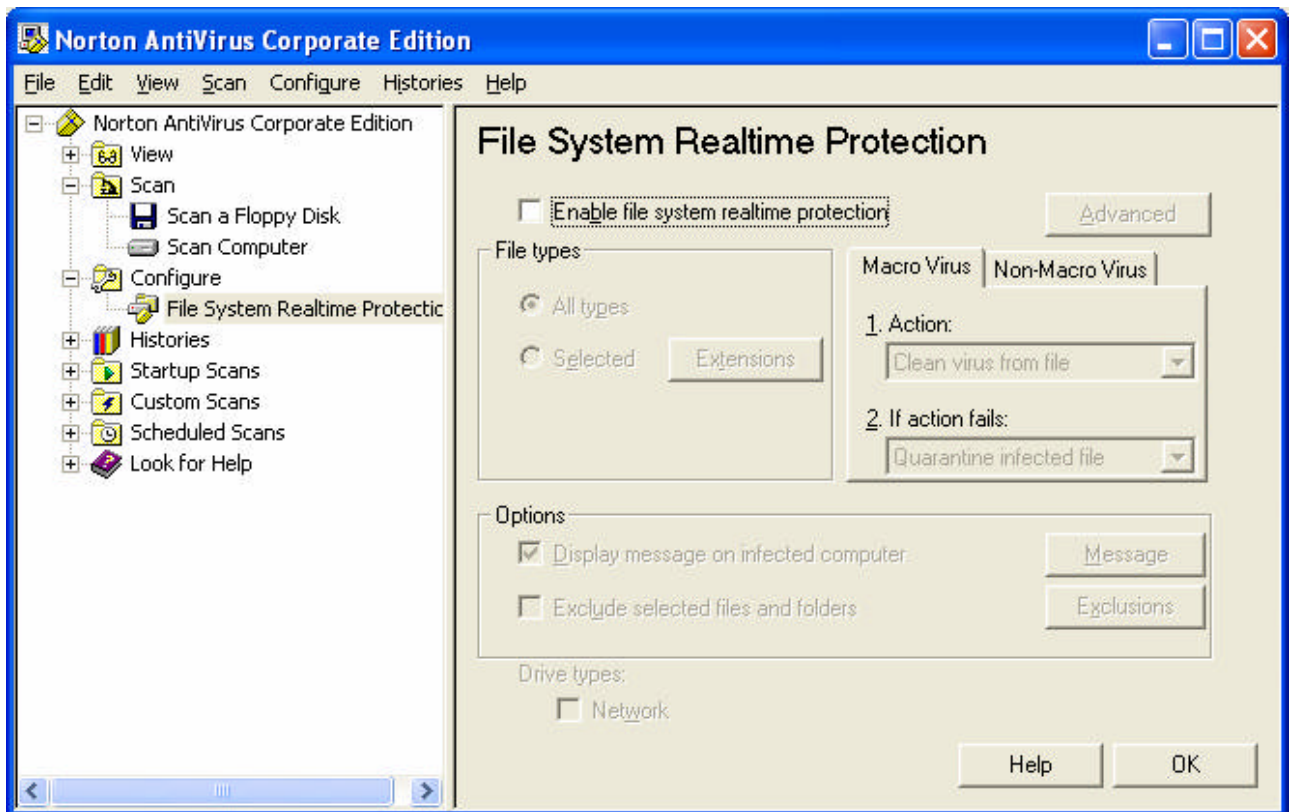 Norton AntiVirus Corporate Edition
File Edit View Scan Configure Histories Help
Norton AntiVirus Corporate Edition
View
Scan
Scan a Floppy Disk
Scan Computer
Configure
File System Realtime Protectic
Histories
Startup Scans
Custom Scans
Scheduled Scans
Look for Help
File System Realtime Protection
Enable file system realtime protection
Advanced
File types
All types
Selected
Extensions
Macro Virus
Non-Macro Virus
1. Action:
Clean virus from file
2. If action fails:
Quarantine infected file
Options
Display message on infected computer
Message
Exclude selected files and folders
Exclusions
Drive types:
Network
Help
OK